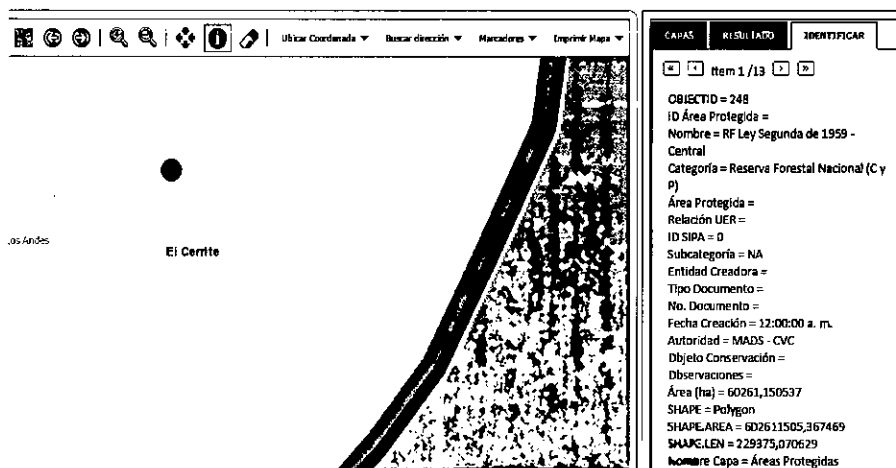 Ubicar Coordenada ▼ Buscar dirección ▼ Marcadores ▼ Imprimir Mapa ▼
os Andes
El Cerrito
CAPAS RESULTADO IDENTIFICAR
Item 1 /13
OBJECTID = 248
ID Área Protegida =
Nombre = RF Ley Segunda de 1959 -
Central
Categoría = Reserva Forestal Nacional (C y
P)
Área Protegida =
Relación UER =
ID SIPA = 0
Subcategoría = NA
Entidad Creadora =
Tipo Documento =
No. Documento =
Fecha Creación = 12:00:00 a. m.
Autoridad = MADS - CVC
Objeto Conservación =
Observaciones =
Área (ha) = 60261,150537
SHAPE = Polygon
SHAPE.AREA = 602611505,367469
SHAPE.LEN = 229375,070629
Nombre Capa = Áreas Protegidas